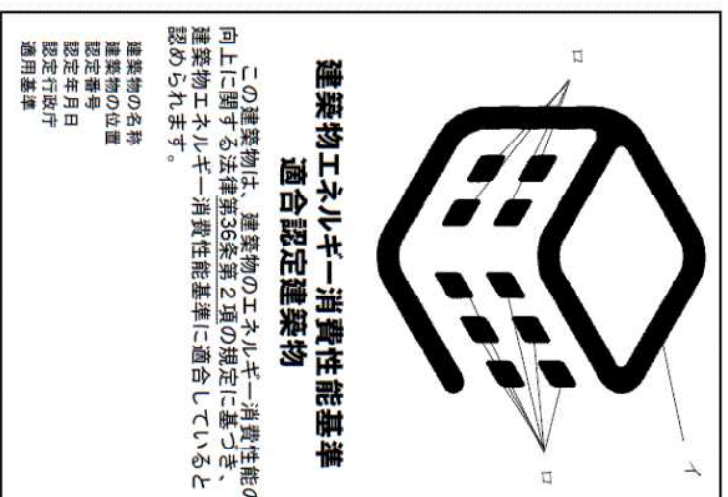 イ
ロ
ロ
建築物エネルギー消費性能基準
適合認定建築物
この建築物は、建築物のエネルギー消費性能の
向上に関する法律第36条第2項の規定に基づき、
建築物エネルギー消費性能基準に適合していると
認められます。
建築物の名称
建築物の位置
認定番号
認定年月日
認定行政庁
適用基準